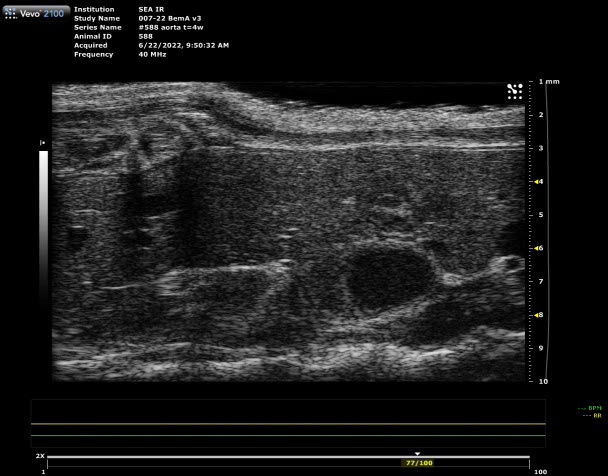 Vevo 2100
Institution SEA IR
Study Name 007-22 BemA v3
Series Name #588 aorta t=4w
Animal ID 588
Acquired 6/22/2022, 9:50:32 AM
Frequency 40 MHz
1 mm
2
3
4
5
6
7
8
9
10
--- BPM
--- RR
2X
77/100
1 100